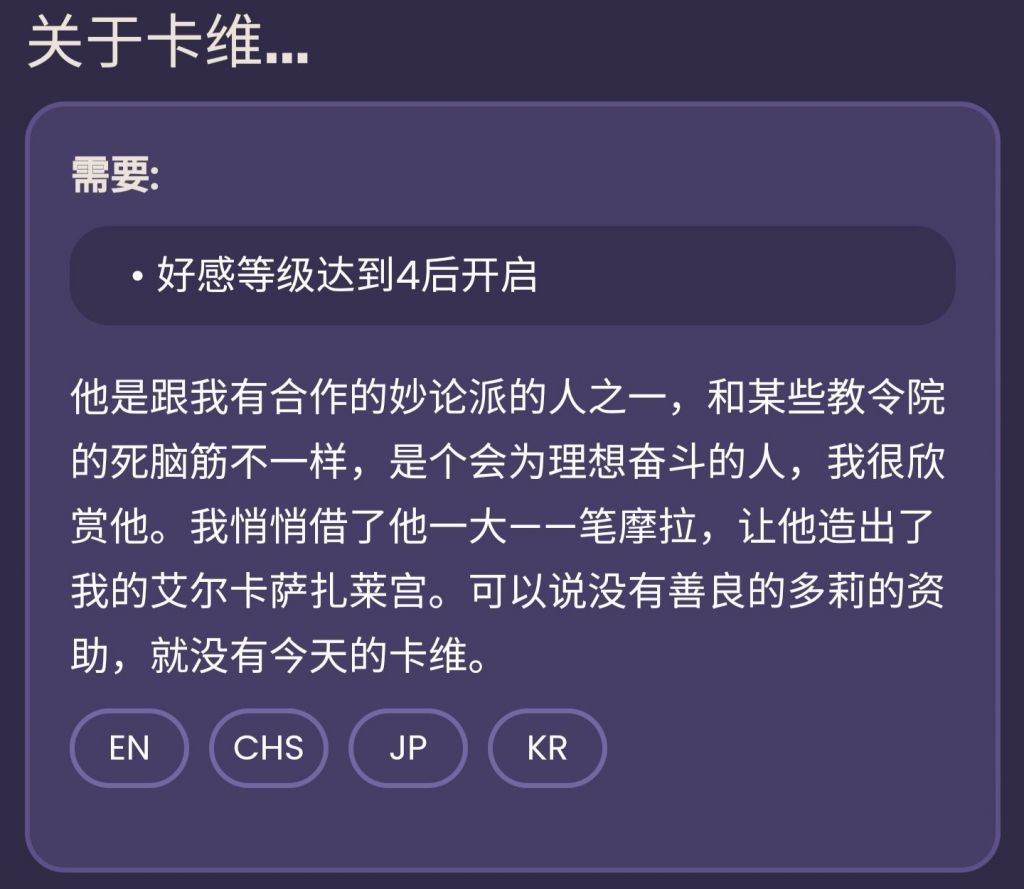 关于卡维...
需要:
• 好感等级达到4后开启
他是跟我有合作的妙论派的人之一，和某些教令院
的死脑筋不一样，是个会为理想奋斗的人，我很欣
赏他。我悄悄借了他一大——笔摩拉，让他造出了
我的艾尔卡萨扎莱宫。可以说没有善良的多莉的资
助，就没有今天的卡维。
EN CHS JP KR